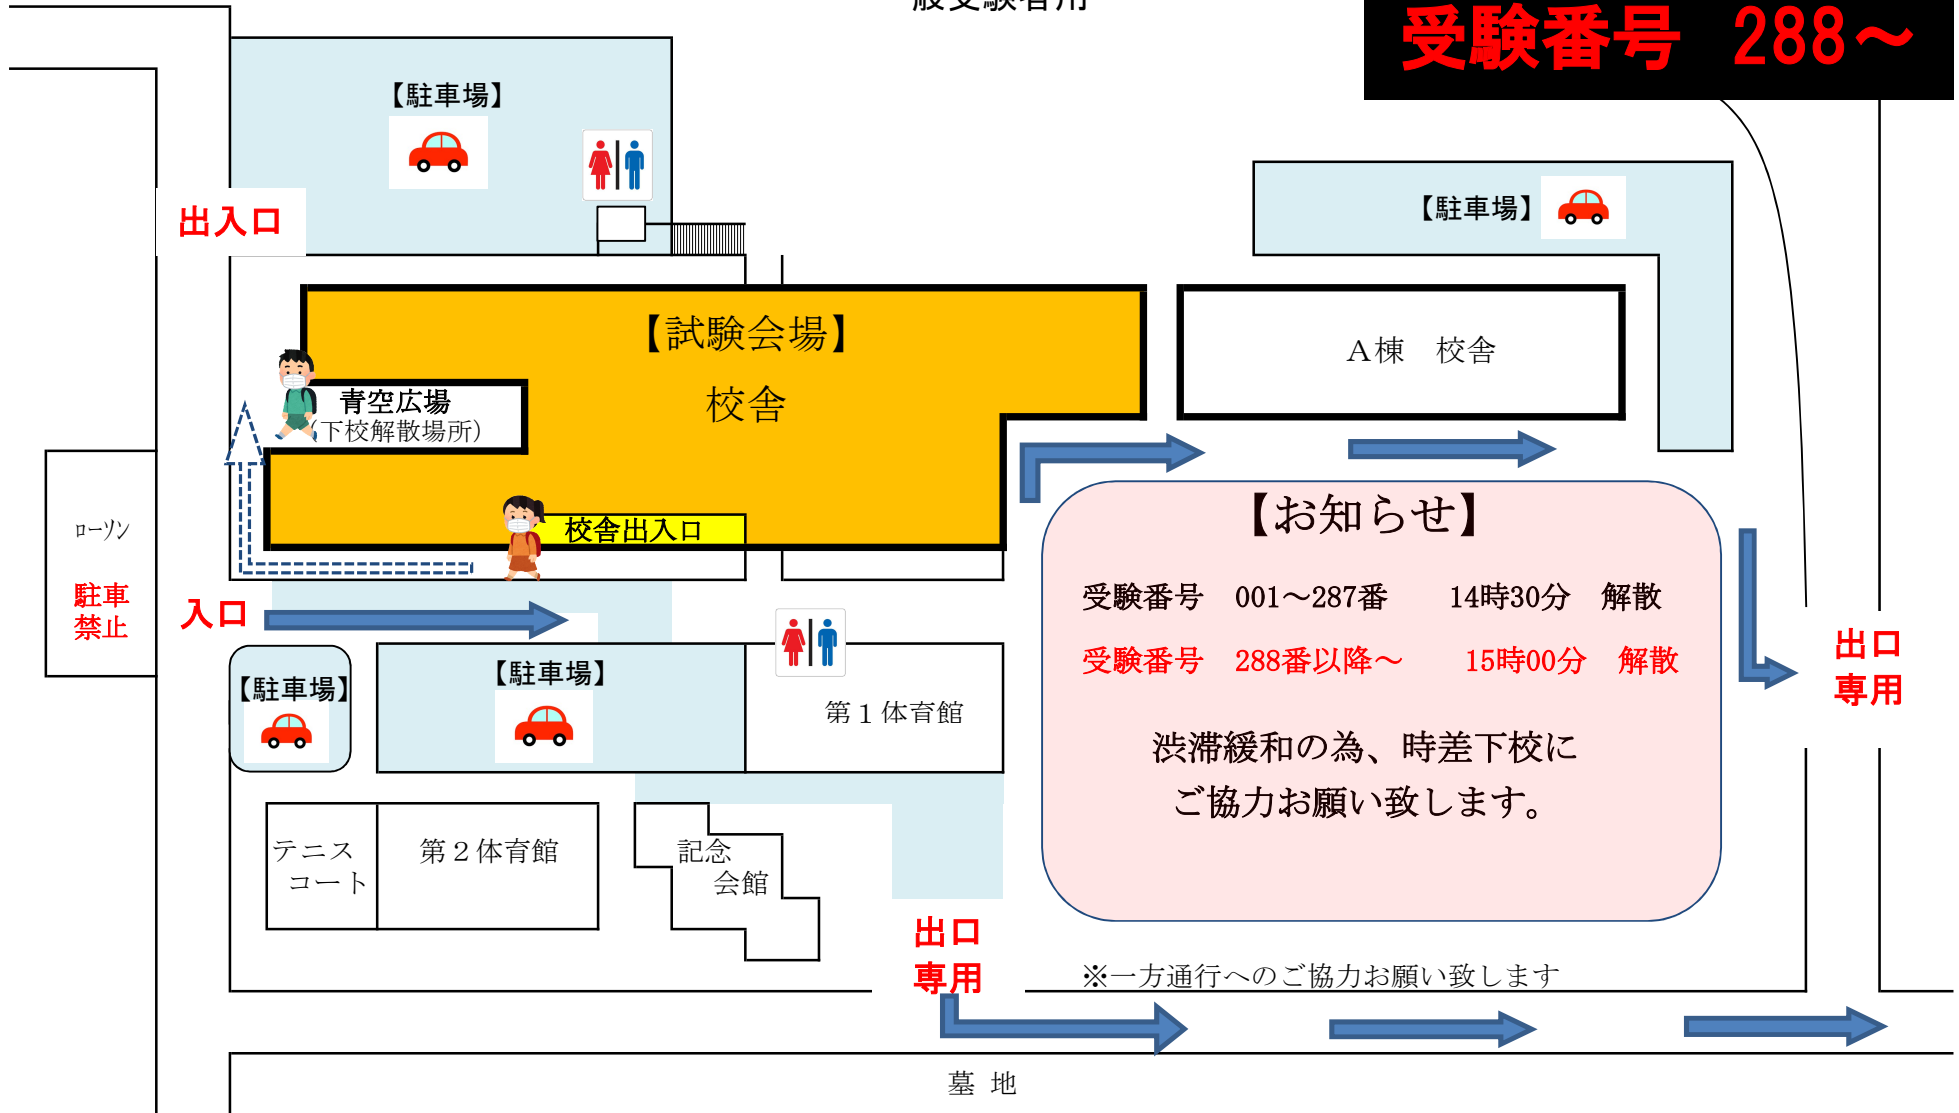 般受験者用
受験番号　288～
【駐車場】
出入口
【駐車場】
【試験会場】
校舎
A棟　校舎
青空広場
（下校解散場所）
校舎出入口
ローソン
駐車
禁止
入口
【駐車場】
【駐車場】
第１体育館
【お知らせ】
受験番号　001～287番　　14時30分　解散
受験番号　288番以降～　　15時00分　解散
渋滞緩和の為、時差下校に
ご協力お願い致します。
出口
専用
テニス
コート
第２体育館
記念
会館
出口
専用
※一方通行へのご協力お願い致します
墓 地